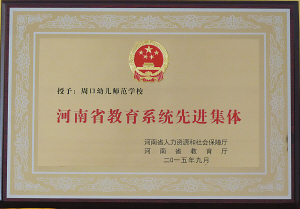 授予：周口幼儿师范学校
河南省教育系统先进集体
河南省人力资源和社会保障厅
河南省教育厅
二〇一五年九月